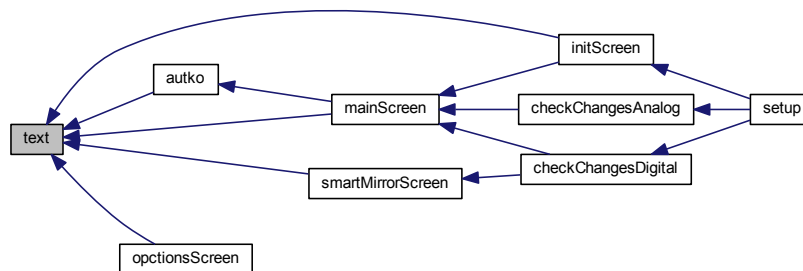 initScreen
autko
mainScreen
checkChangesAnalog
setup
text
checkChangesDigital
smartMirrorScreen
opctionsScreen